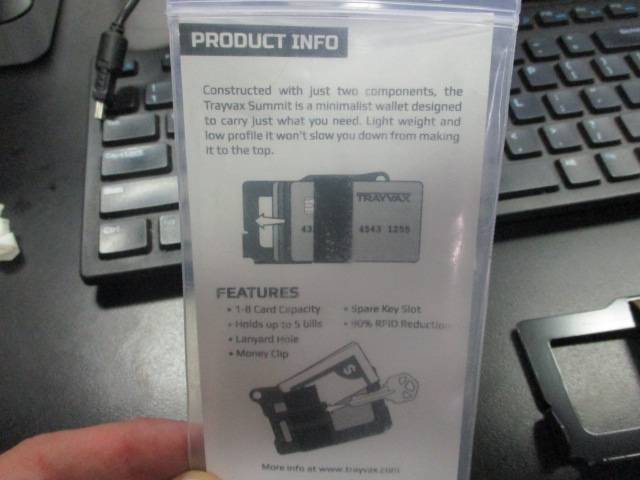 PRODUCT INFO
Constructed with just two components, the
Trayvax Summit is a minimalist wallet designed
to carry just what you need. Light weight and
low profile it won't slow you down from making
it to the top.
TRAYVAX
43 4543 1255
FEATURES
• 1-8 Card Capacity
• Holds up to 5 bills
• Lanyard Hole
• Money Clip
• Spare Key Slot
• 90% RFID Reduction
$
More info at www.trayvax.com